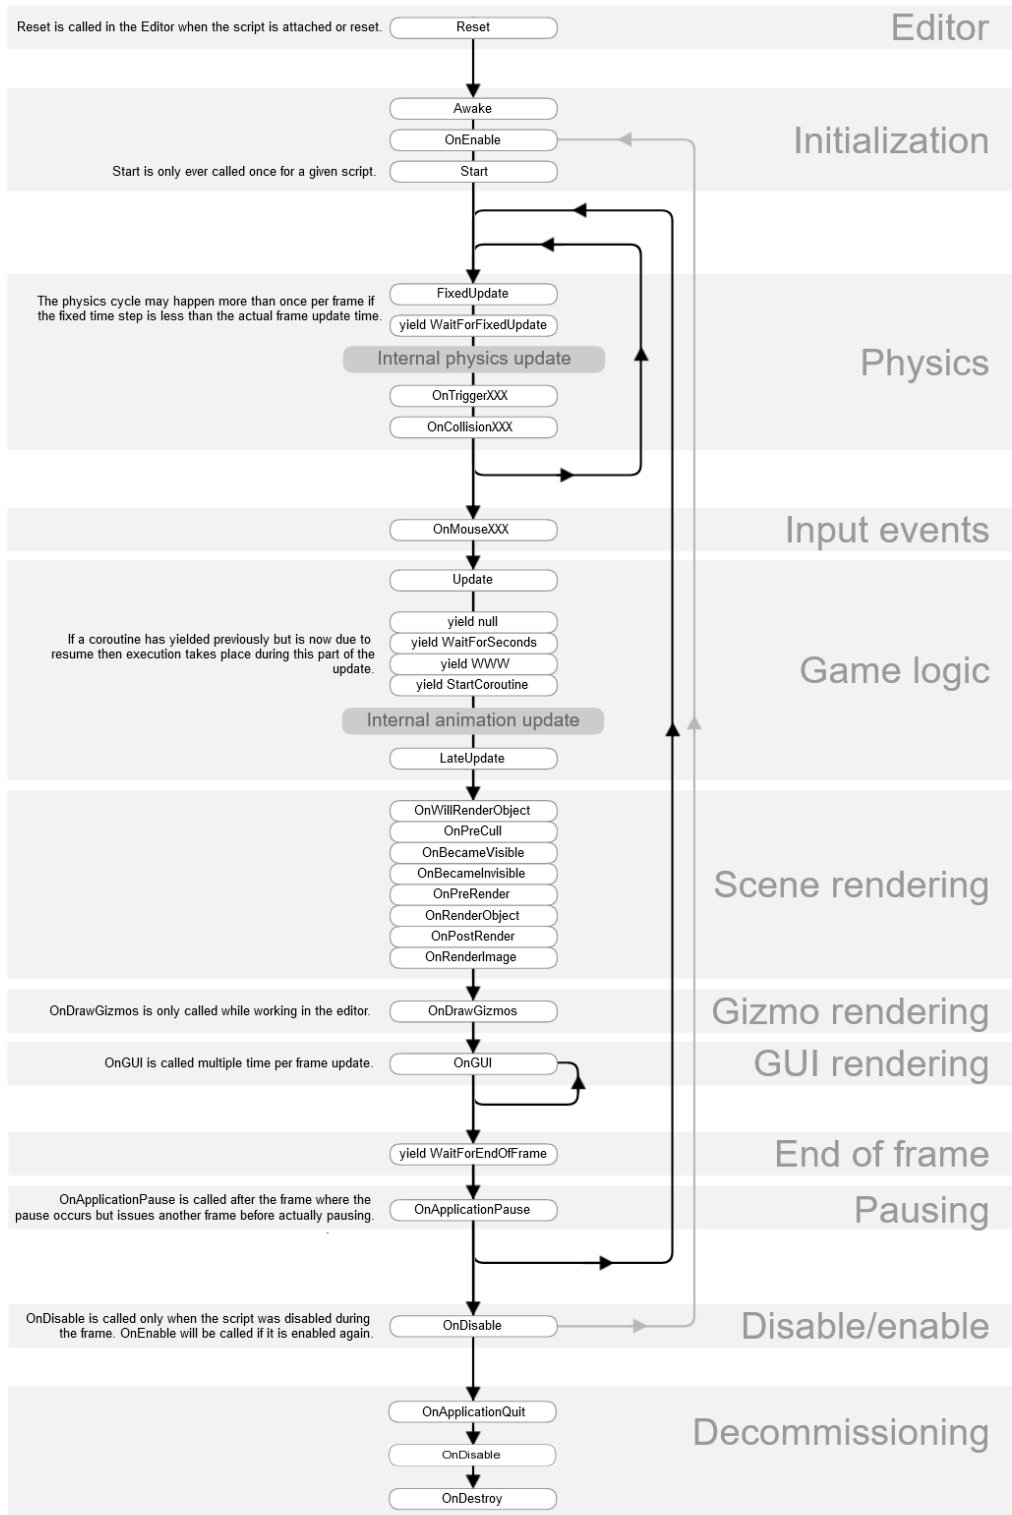 Reset is called in the Editor when the script is attached or reset.
Reset
Editor
Awake
OnEnable
Initialization
Start is only ever called once for a given script.
Start
FixedUpdate
The physics cycle may happen more than once per frame if
the fixed time step is less than the actual frame update time.
yield WaitForFixedUpdate
Internal physics update
Physics
OnTriggerXXX
OnCollisionXXX
OnMouseXXX
Input events
Update
yield null
If a coroutine has yielded previously but is now due to
resume then execution takes place during this part of the
update.
yield WaitForSeconds
yield WWW
yield StartCoroutine
Game logic
Internal animation update
LateUpdate
OnWillRenderObject
OnPreCull
OnBecameVisible
OnBecameInvisible
OnPreRender
OnRenderObject
OnPostRender
OnRenderImage
Scene rendering
OnDrawGizmos is only called while working in the editor.
OnDrawGizmos
Gizmo rendering
OnGUI is called multiple time per frame update.
OnGUI
GUI rendering
yield WaitForEndOfFrame
End of frame
OnApplicationPause is called after the frame where the
pause occurs but issues another frame before actually pausing.
OnApplicationPause
Pausing
OnDisable is called only when the script was disabled during
the frame. OnEnable will be called if it is enabled again.
OnDisable
Disable/enable
OnApplicationQuit
Decommissioning
OnDisable
OnDestroy